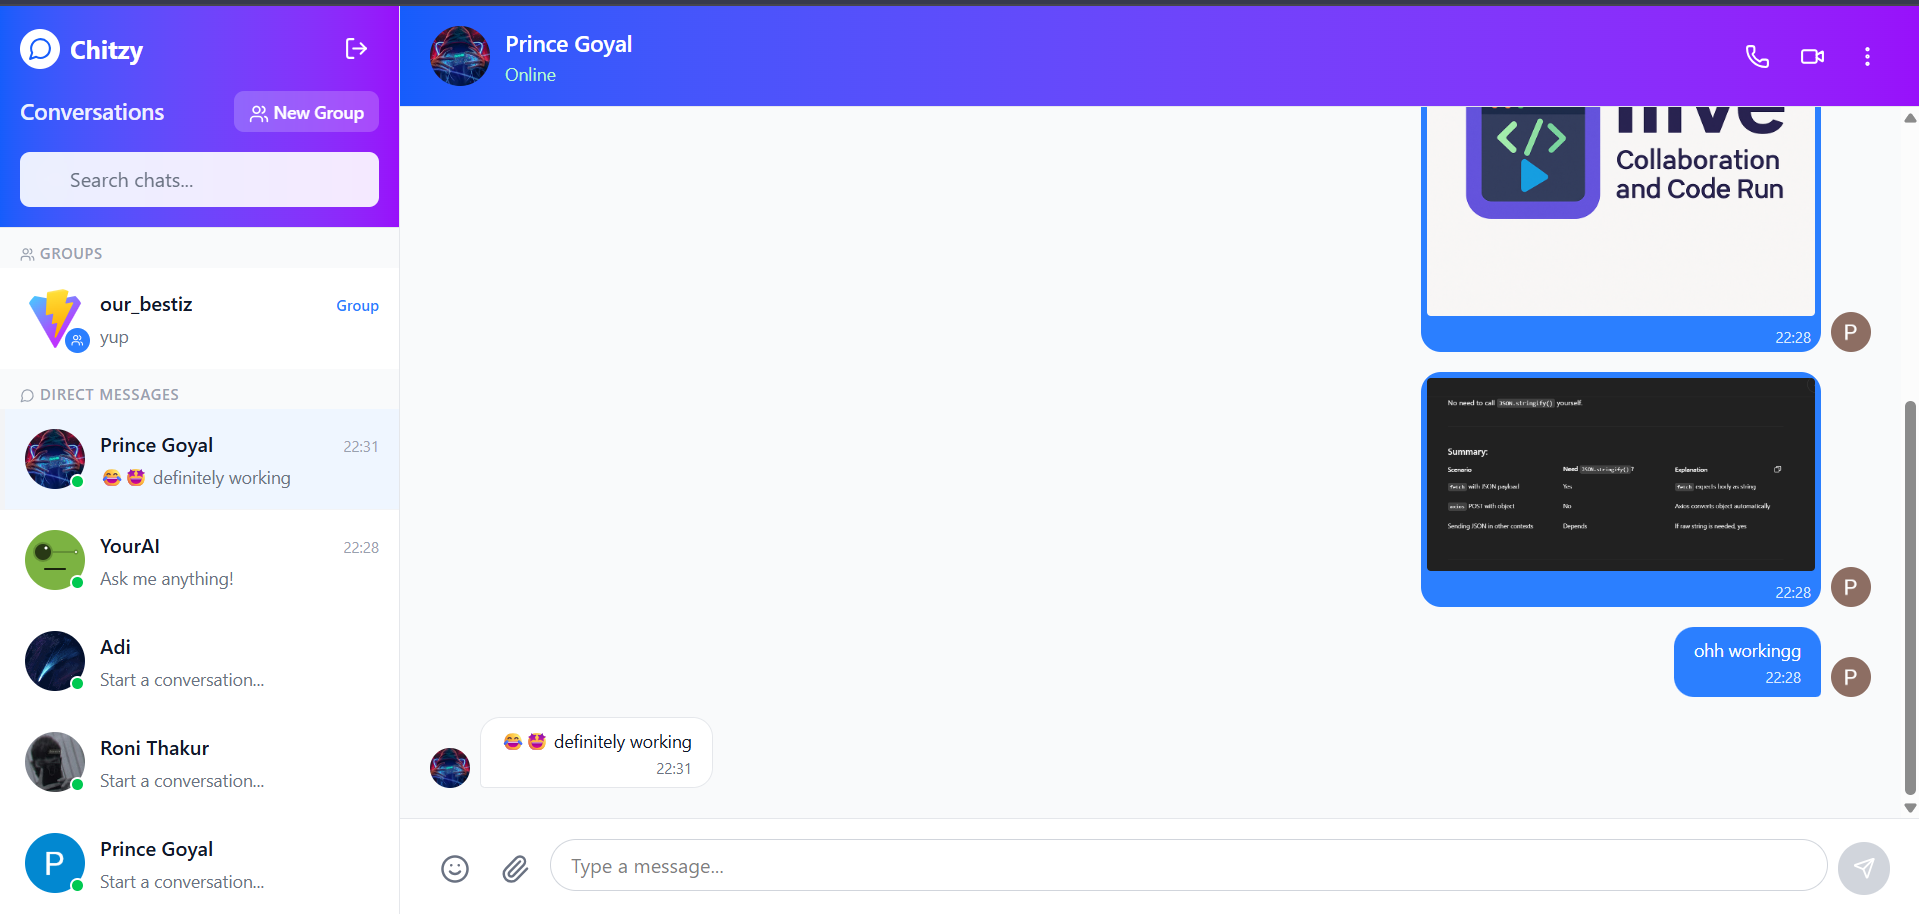 Chitzy
Conversations
New Group
Search chats...
GROUPS
our_bestiz
Group
yup
DIRECT MESSAGES
Prince Goyal
22:31
😂 🤩 definitely working
YourAI
22:28
Ask me anything!
Adi
Start a conversation...
Roni Thakur
Start a conversation...
P
Prince Goyal
Start a conversation...
Prince Goyal
Online
Collaboration
and Code Run
22:28
P
No need to call JSON.stringify() yourself.
Summary:
Scenario Need JSON.stringify()? Explanation
fetch with JSON payload Yes fetch expects body as string
axios POST with object No Axios converts object automatically
Sending JSON in other contexts Depends If raw string is needed, yes
22:28
P
ohh workingg
22:28
P
😂 🤩 definitely working
22:31
Type a message...